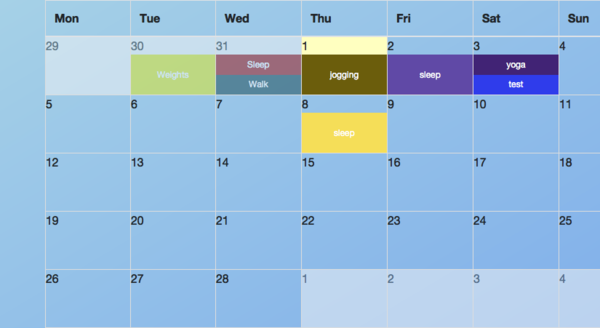 Mon Tue Wed Thu Fri Sat Sun
29 30 31 1 2 3 4
Weights Sleep jogging sleep yoga
Walk test
5 6 7 8 9 10 11
sleep
12 13 14 15 16 17 18
19 20 21 22 23 24 25
26 27 28 1 2 3 4